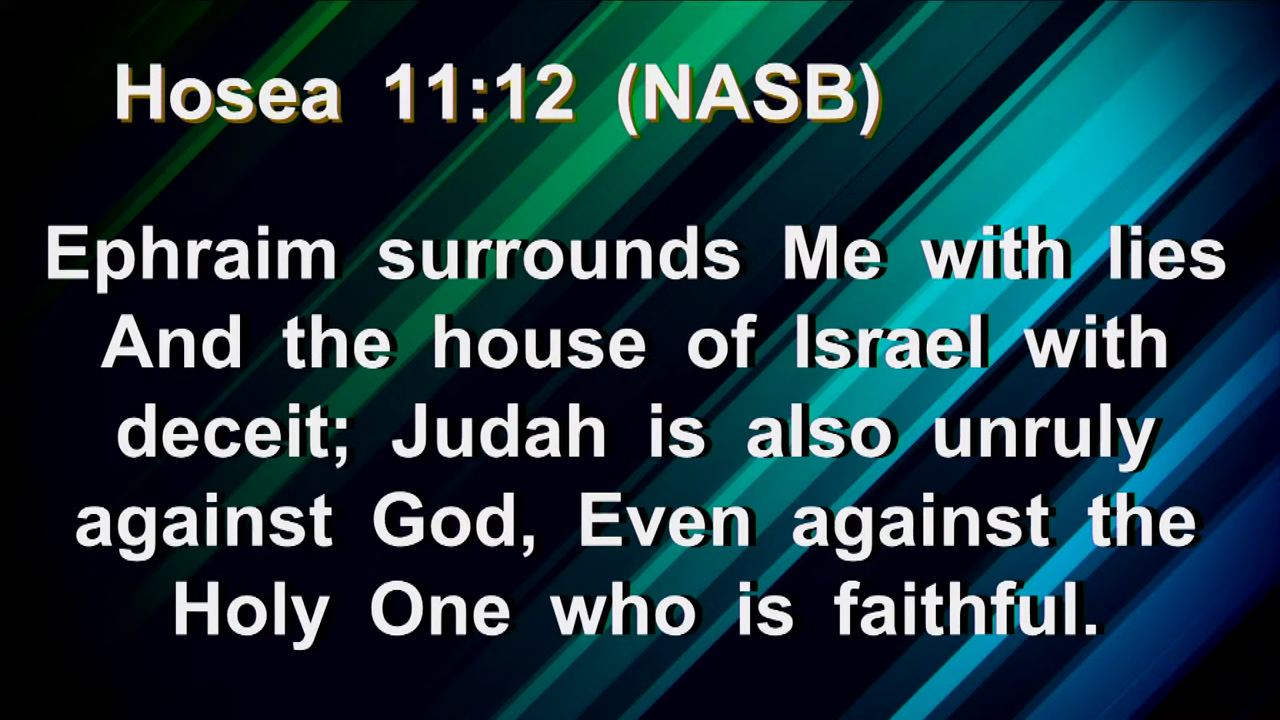 Hosea 11:12 (NASB)
Ephraim surrounds Me with lies
And the house of Israel with
deceit; Judah is also unruly
against God, Even against the
Holy One who is faithful.